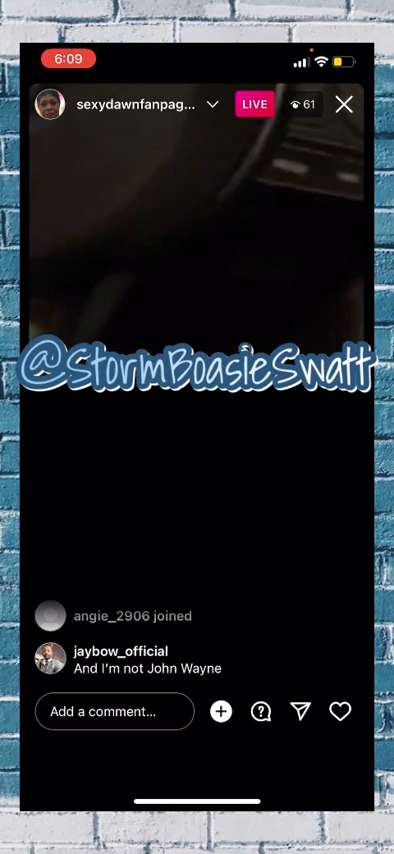 6:09
sexydawnfanpag...
LIVE
61
@StormBoasieSwatt
angie_2906 joined
jaybow_official
And I'm not John Wayne
Add a comment...